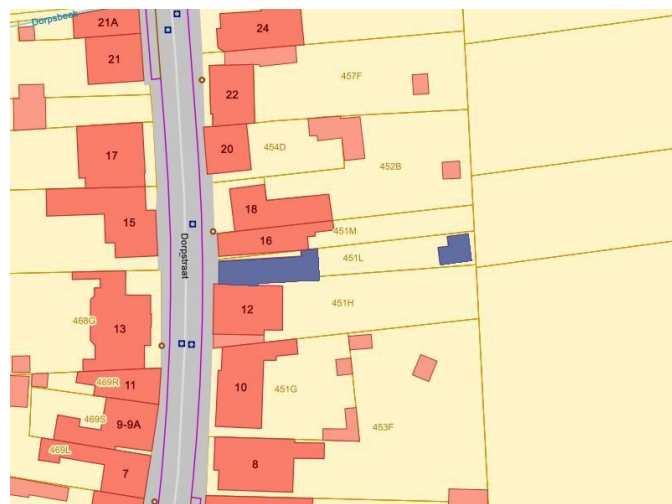 Dorpsbeek
21A
24
21
457F
22
17
20
454D
452B
18
15
451M
16
Dorpstraat
451L
12
451H
468G
13
469R
11
10
451G
469S
9-9A
453F
469L
7
8